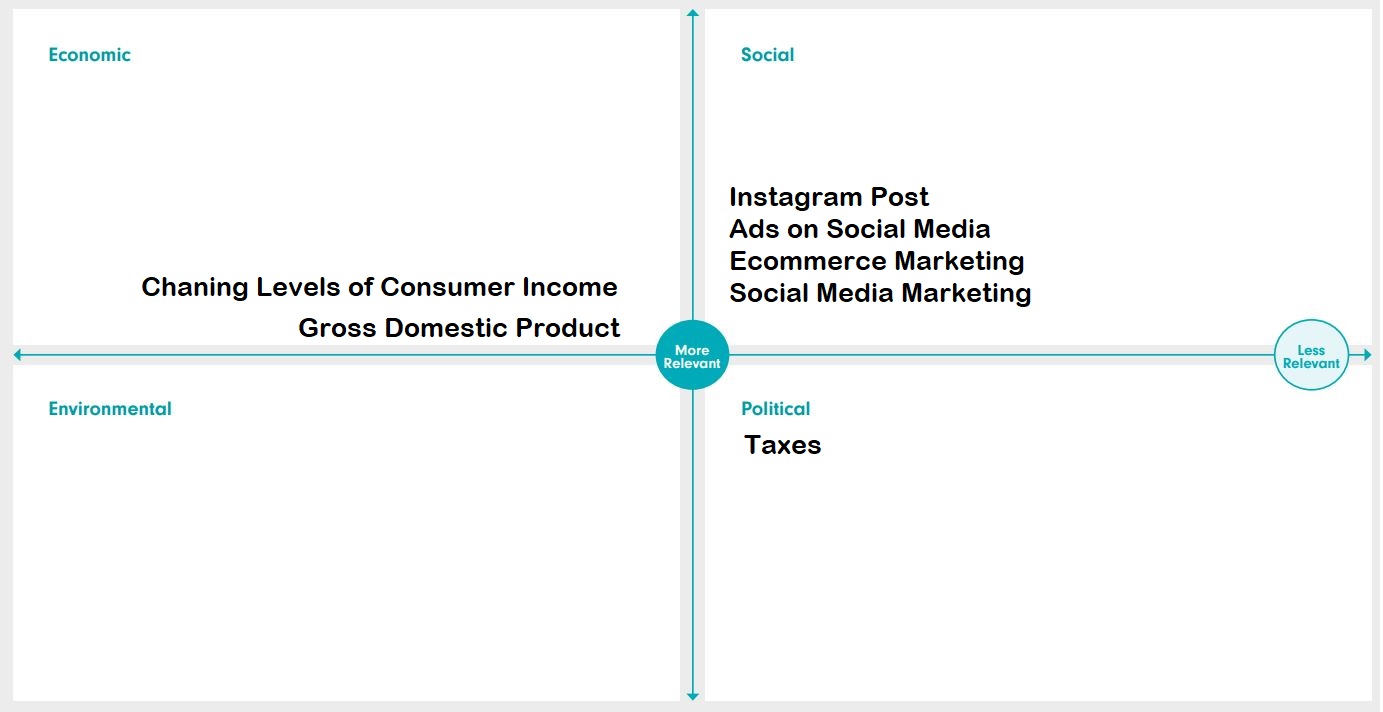 Economic
Chaning Levels of Consumer Income
Gross Domestic Product
Social
Instagram Post
Ads on Social Media
Ecommerce Marketing
Social Media Marketing
More
Relevant
Less
Relevant
Environmental
Political
Taxes